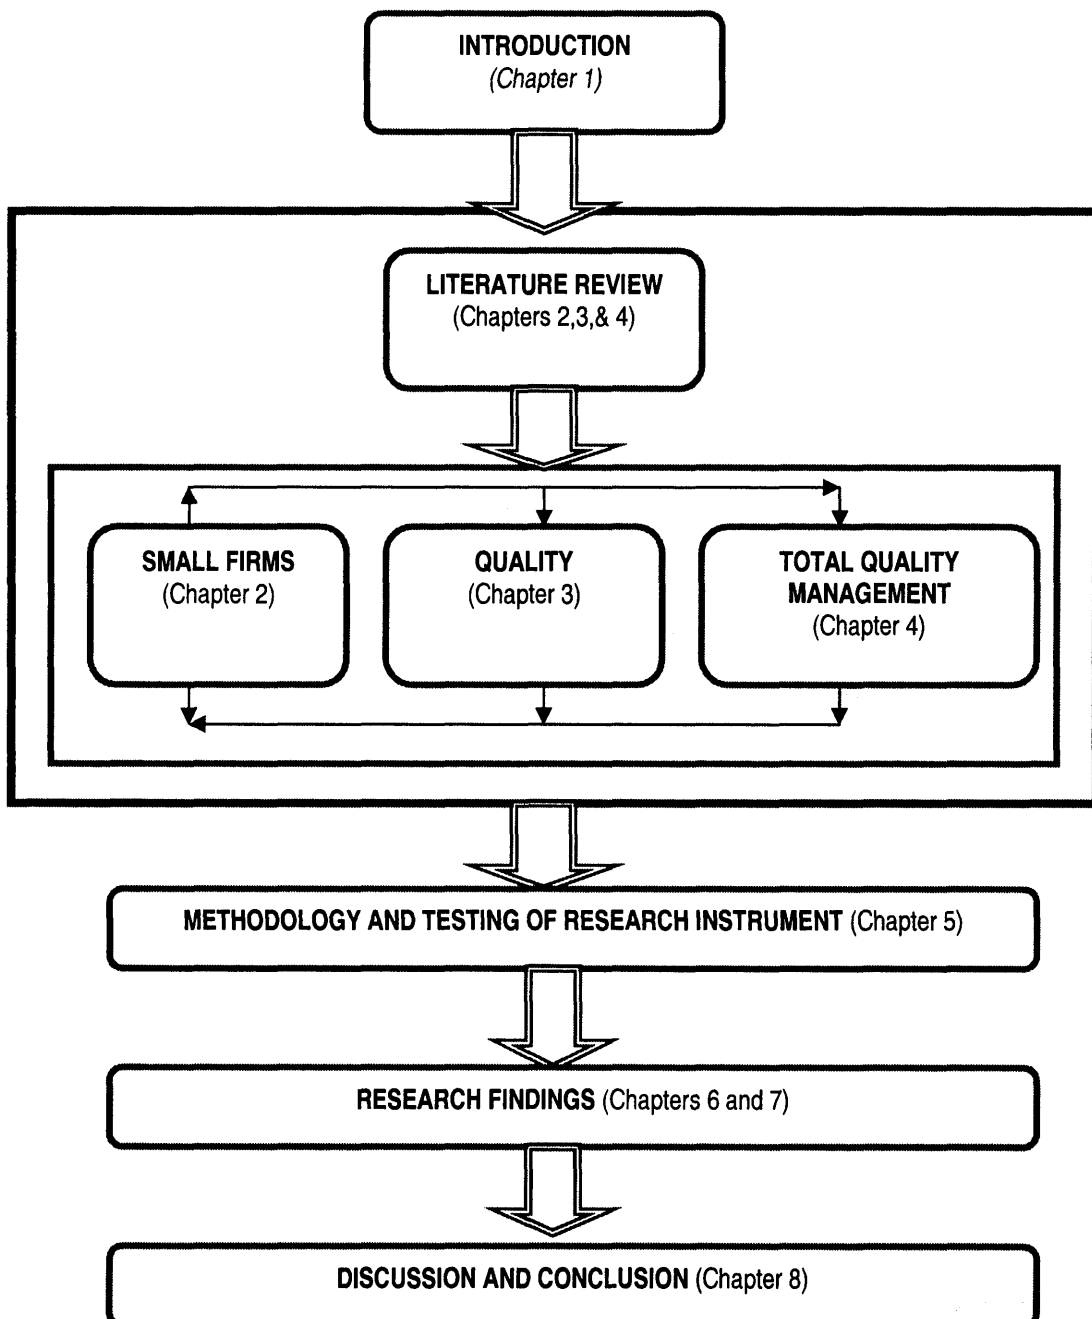 INTRODUCTION
(Chapter 1)
LITERATURE REVIEW
(Chapters 2,3,& 4)
SMALL FIRMS
(Chapter 2)
QUALITY
(Chapter 3)
TOTAL QUALITY
MANAGEMENT
(Chapter 4)
METHODOLOGY AND TESTING OF RESEARCH INSTRUMENT (Chapter 5)
RESEARCH FINDINGS (Chapters 6 and 7)
DISCUSSION AND CONCLUSION (Chapter 8)